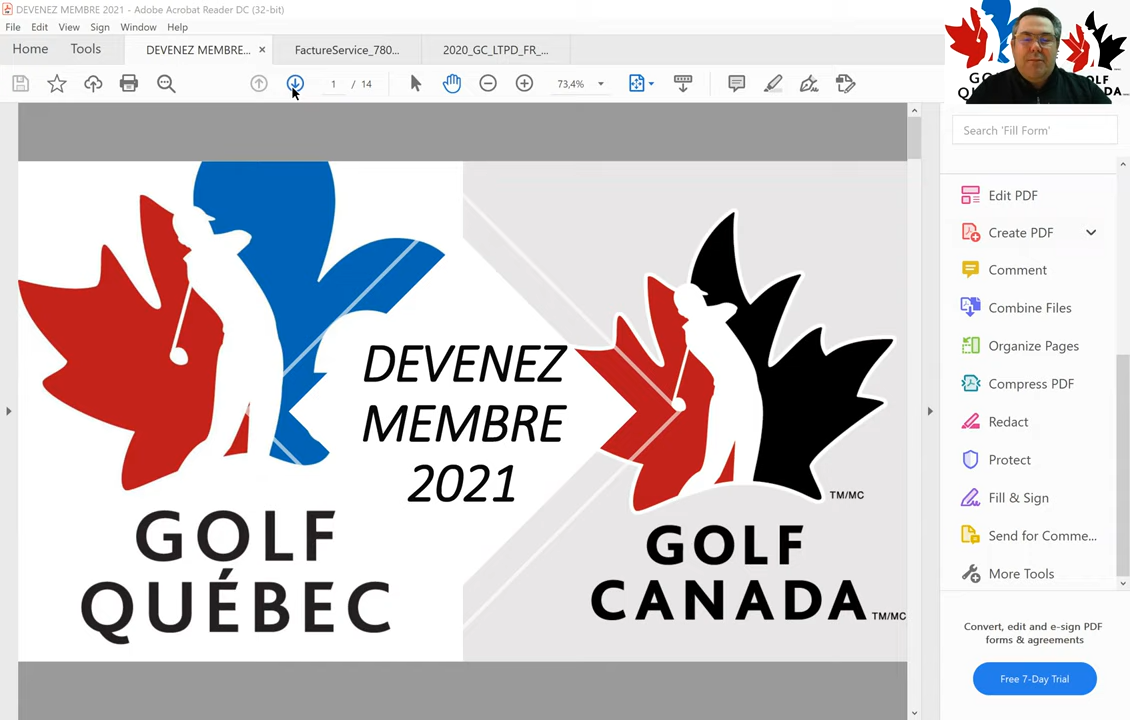 DEVENEZ MEMBRE 2021 - Adobe Acrobat Reader DC (32-bit)
File Edit View Sign Window Help
Home Tools DEVENEZ MEMBRE... × FactureService_780... 2020_GC_LTPD_FR_...
1 / 14 73,4%
DEVENEZ
MEMBRE
2021
GOLF
QUÉBEC
TM/MC
GOLF
CANADA TM/MC
Search 'Fill Form'
Edit PDF
Create PDF
Comment
Combine Files
Organize Pages
Compress PDF
Redact
Protect
Fill & Sign
Send for Comme...
More Tools
Convert, edit and e-sign PDF
forms & agreements
Free 7-Day Trial